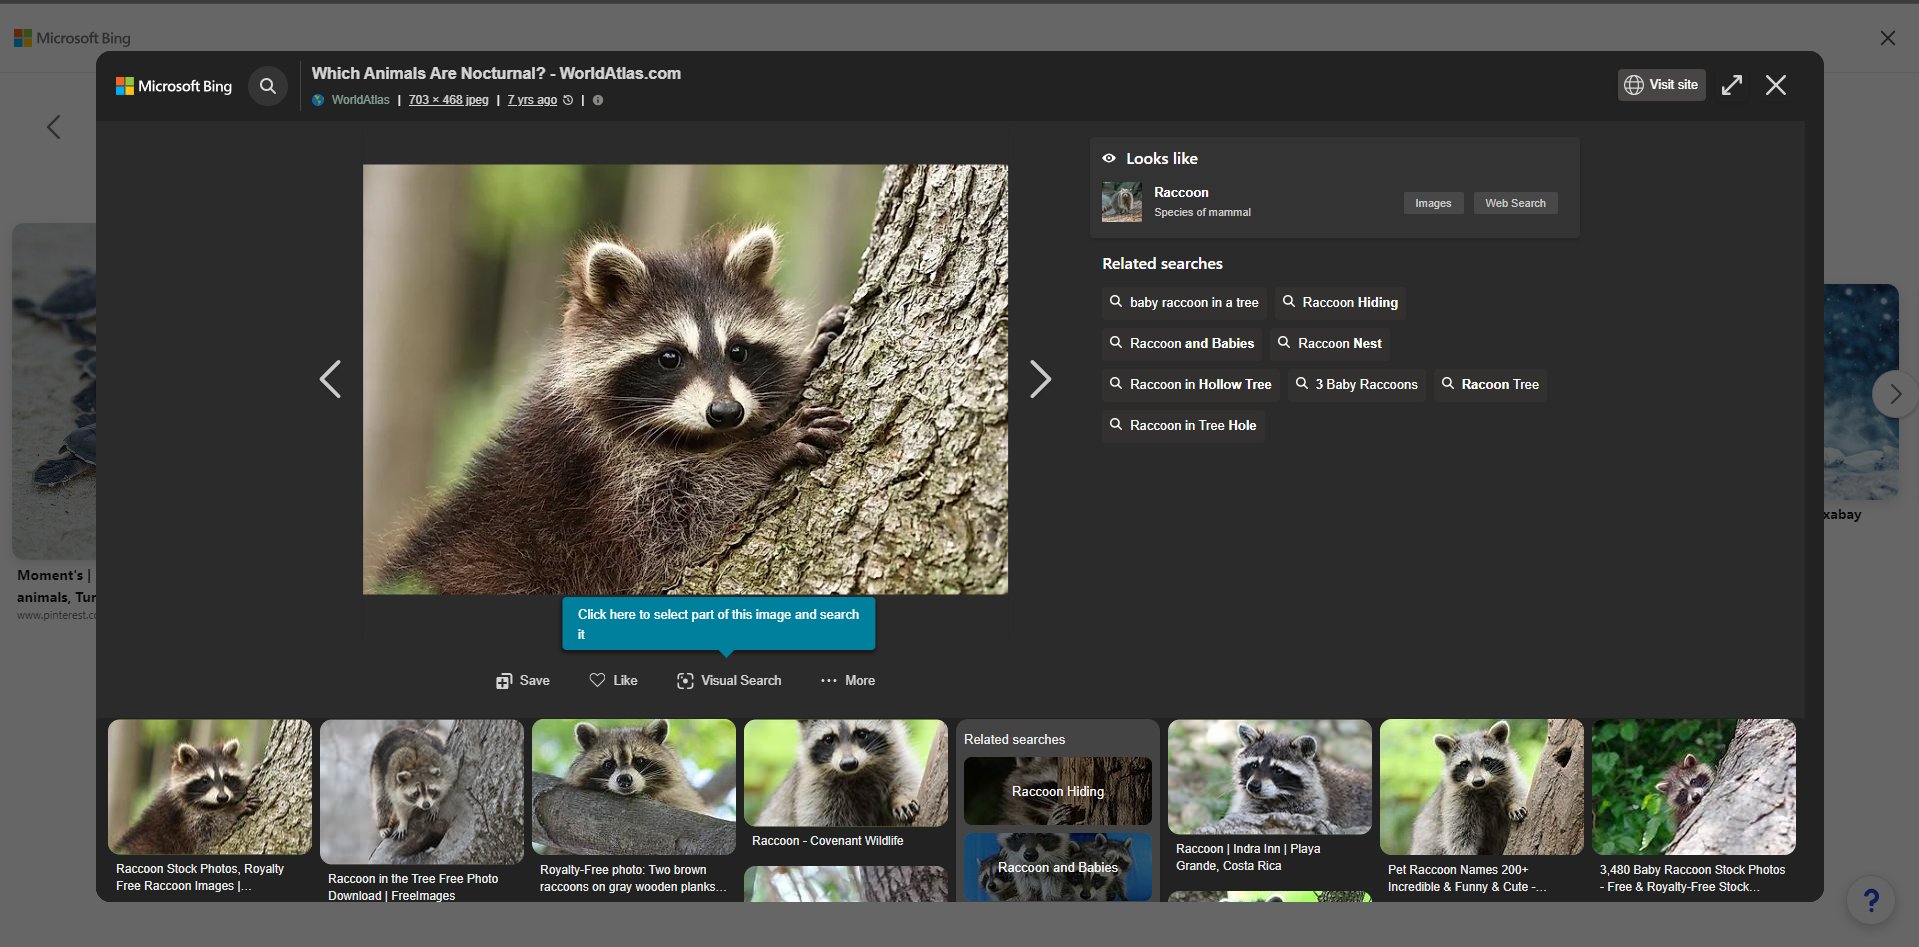 Microsoft Bing
Microsoft Bing
Which Animals Are Nocturnal? - WorldAtlas.com
WorldAtlas | 703 × 468 jpeg | 7 yrs ago |
Visit site
Looks like
Raccoon
Species of mammal
Images
Web Search
Related searches
baby raccoon in a tree
Raccoon Hiding
Raccoon and Babies
Raccoon Nest
Raccoon in Hollow Tree
3 Baby Raccoons
Racoon Tree
Raccoon in Tree Hole
xabay
Moment's |
animals, Tur
www.pinterest.c
Click here to select part of this image and search
it
Save
Like
Visual Search
More
Raccoon Stock Photos, Royalty
Free Raccoon Images |...
Raccoon in the Tree Free Photo
Download | FreeImages
Royalty-Free photo: Two brown
raccoons on gray wooden planks...
Raccoon - Covenant Wildlife
Related searches
Raccoon Hiding
Raccoon and Babies
Raccoon | Indra Inn | Playa
Grande, Costa Rica
Pet Raccoon Names 200+
Incredible & Funny & Cute -...
3,480 Baby Raccoon Stock Photos
- Free & Royalty-Free Stock...
?